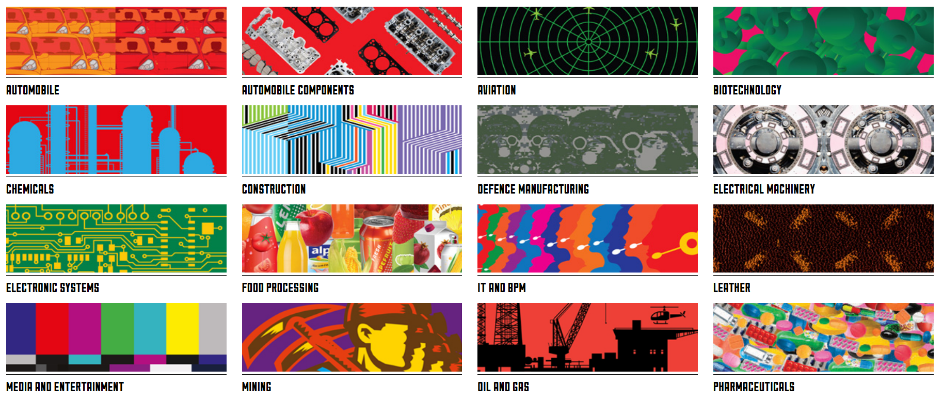 AUTOMOBILE
AUTOMOBILE COMPONENTS
AVIATION
BIOTECHNOLOGY
CHEMICALS
CONSTRUCTION
DEFENCE MANUFACTURING
ELECTRICAL MACHINERY
ELECTRONIC SYSTEMS
FOOD PROCESSING
IT AND BPM
LEATHER
MEDIA AND ENTERTAINMENT
MINING
OIL AND GAS
PHARMACEUTICALS